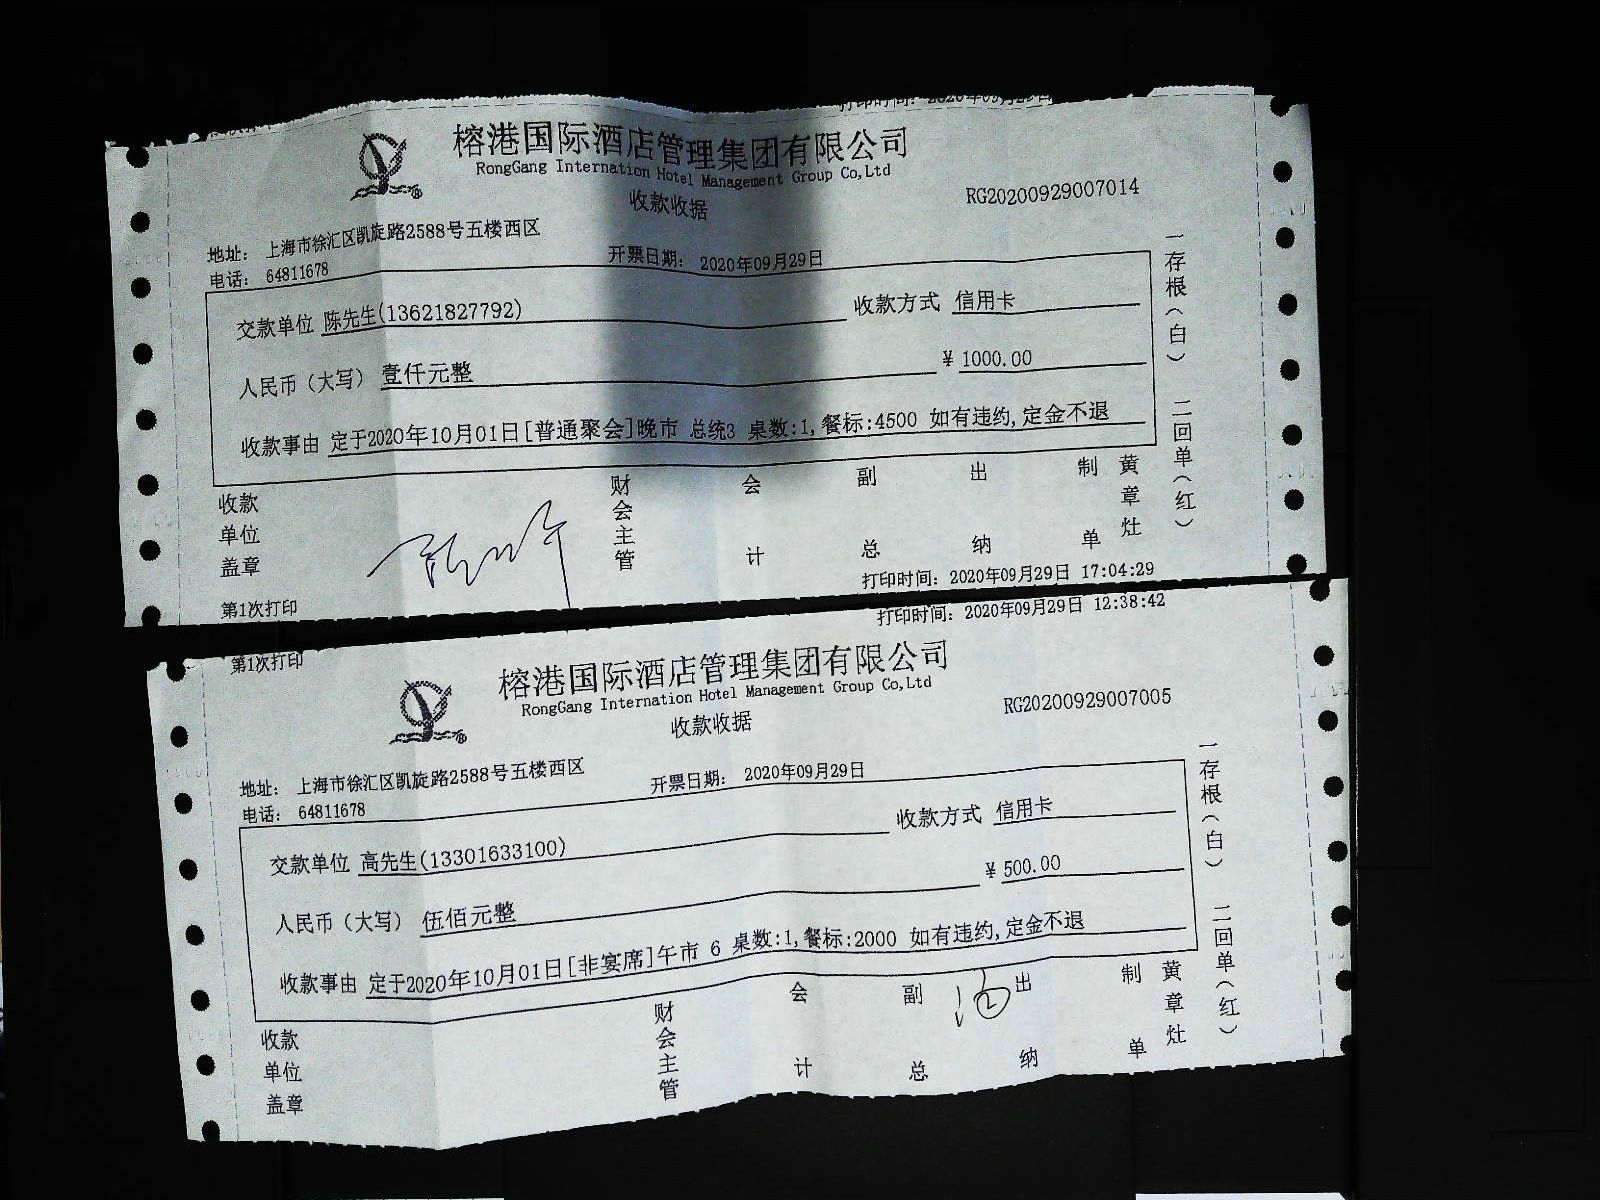 打印时间: 2020年09月29日
榕港国际酒店管理集团有限公司
RongGang Internation Hotel Management Group Co,Ltd
收款收据
RG20200929007014
地址: 上海市徐汇区凯旋路2588号五楼西区
电话: 64811678
开票日期: 2020年09月29日
交款单位 陈先生(13621827792)
收款方式 信用卡
人民币（大写） 壹仟元整
¥ 1000.00
收款事由 定于2020年10月01日[普通聚会]晚市 总统3 桌数:1,餐标:4500 如有违约,定金不退
一存根（白） 二回单（红）
收款单位盖章
财会主管
会计
副总
出纳
制单
黄章灶
第1次打印
打印时间: 2020年09月29日 17:04:29
打印时间: 2020年09月29日 12:38:42
第1次打印
榕港国际酒店管理集团有限公司
RongGang Internation Hotel Management Group Co,Ltd
收款收据
RG20200929007005
地址: 上海市徐汇区凯旋路2588号五楼西区
电话: 64811678
开票日期: 2020年09月29日
交款单位 高先生(13301633100)
收款方式 信用卡
人民币（大写） 伍佰元整
¥ 500.00
收款事由 定于2020年10月01日[非宴席]午市 6 桌数:1,餐标:2000 如有违约,定金不退
一存根（白） 二回单（红）
收款单位盖章
财会主管
会计
副总
出纳
制单
黄章灶